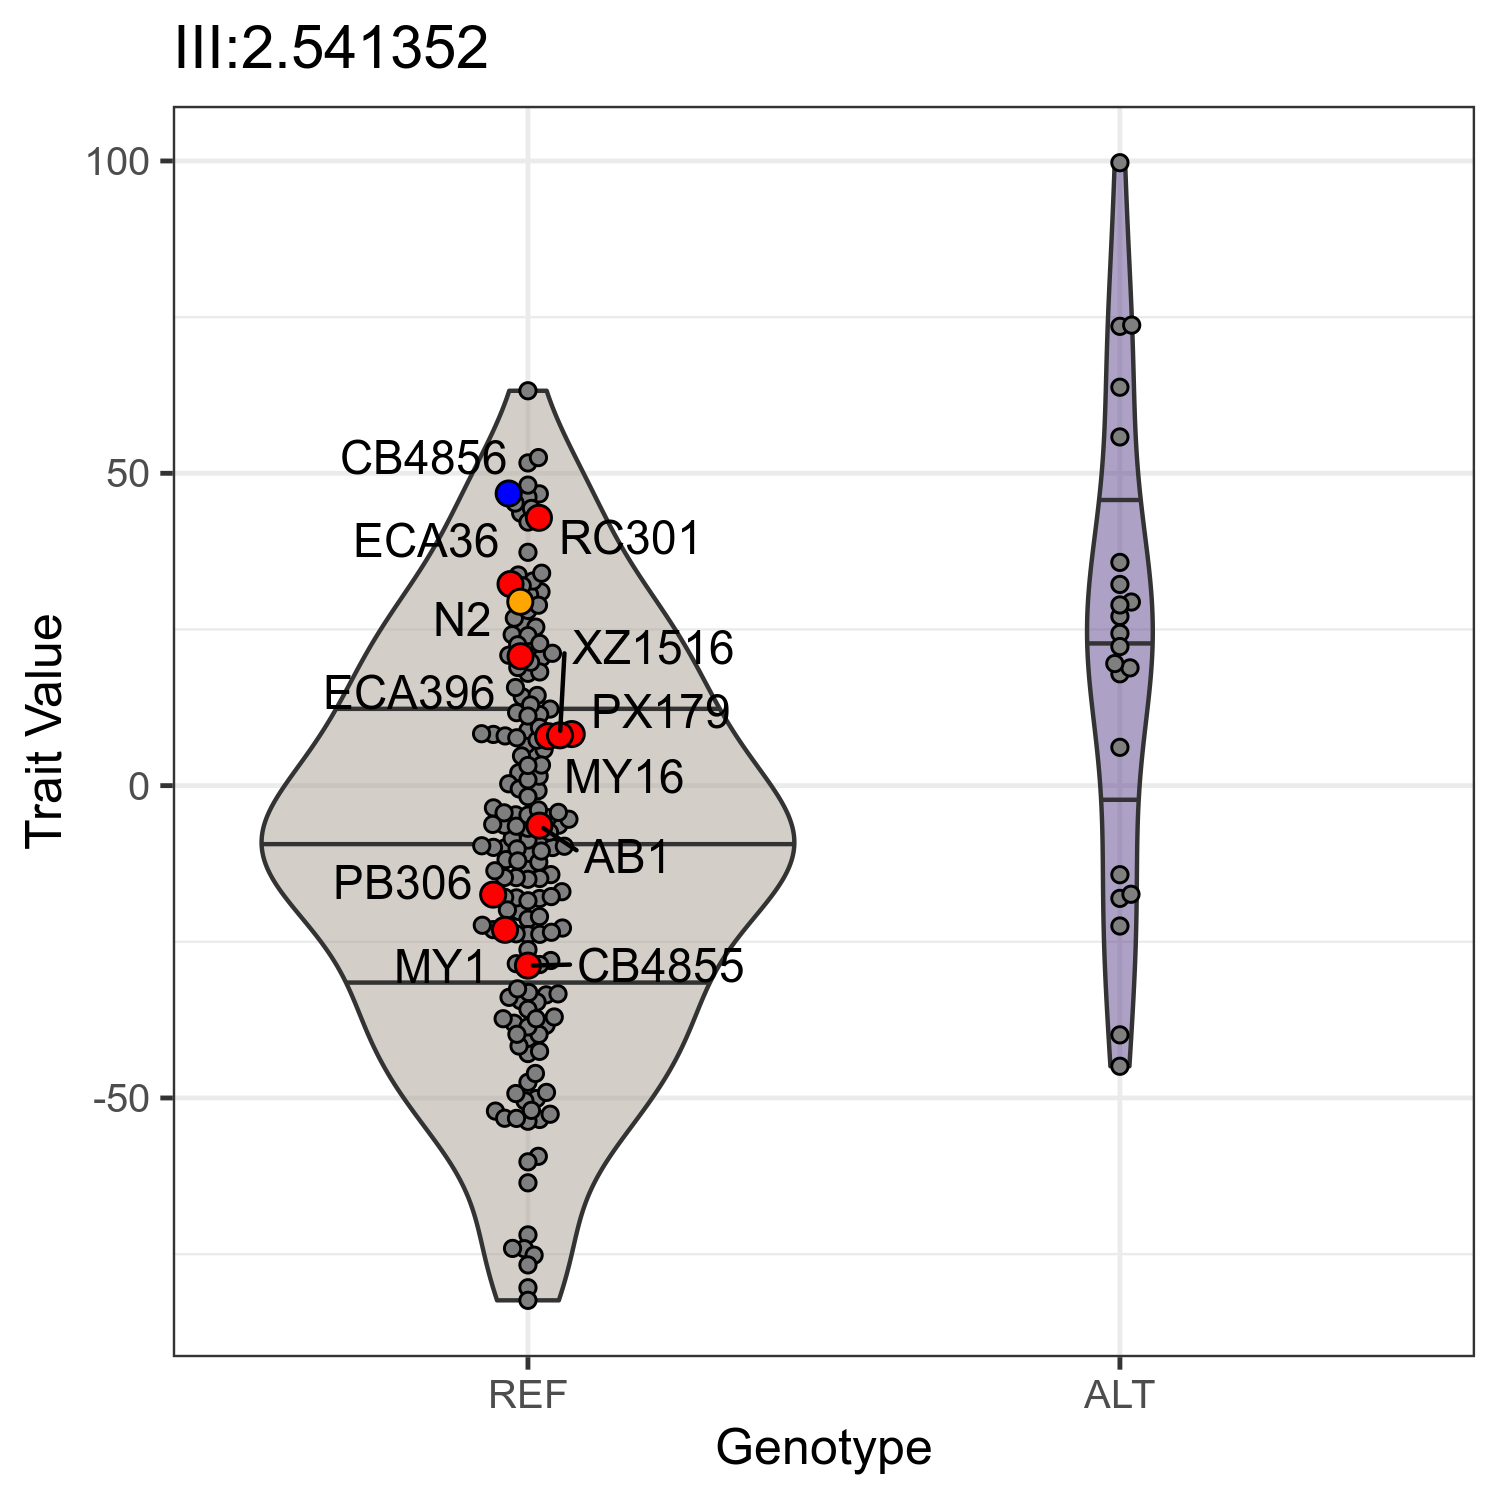 III:2.541352
100
50
0
-50
Trait Value
CB4856
ECA36
RC301
N2
XZ1516
ECA396
PX179
MY16
AB1
PB306
MY1
CB4855
REF
ALT
Genotype